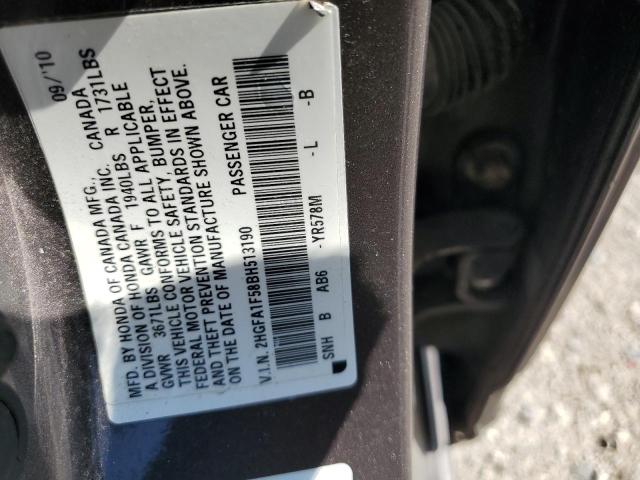 MFD. BY HONDA OF CANADA MFG., CANADA 09/'10
A DIVISION OF HONDA CANADA INC.
GVWR 3671LBS GAWR F 1940LBS R 1731LBS
THIS VEHICLE CONFORMS TO ALL APPLICABLE
FEDERAL MOTOR VEHICLE SAFETY, BUMPER,
AND THEFT PREVENTION STANDARDS IN EFFECT
ON THE DATE OF MANUFACTURE SHOWN ABOVE.
V.I.N. 2HGFA1F58BH513190 PASSENGER CAR
SNH B AB6 -YR578M -L -B